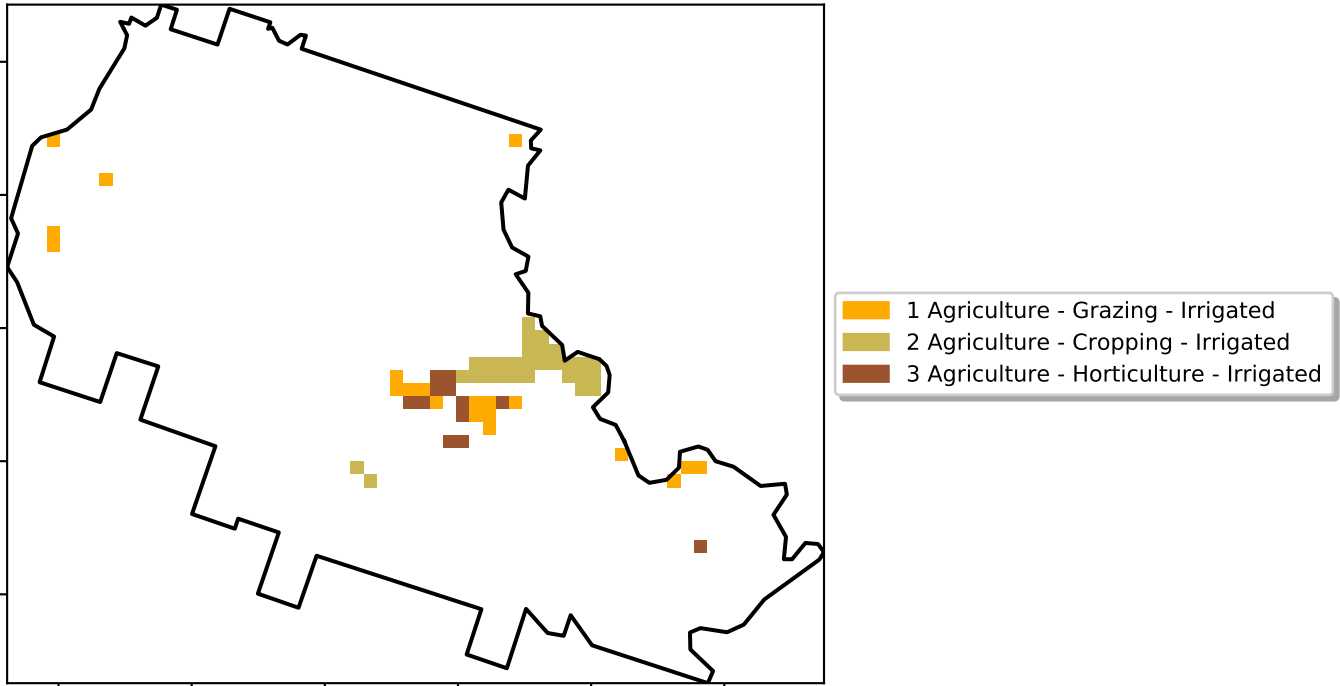 1 Agriculture - Grazing - Irrigated
2 Agriculture - Cropping - Irrigated
3 Agriculture - Horticulture - Irrigated